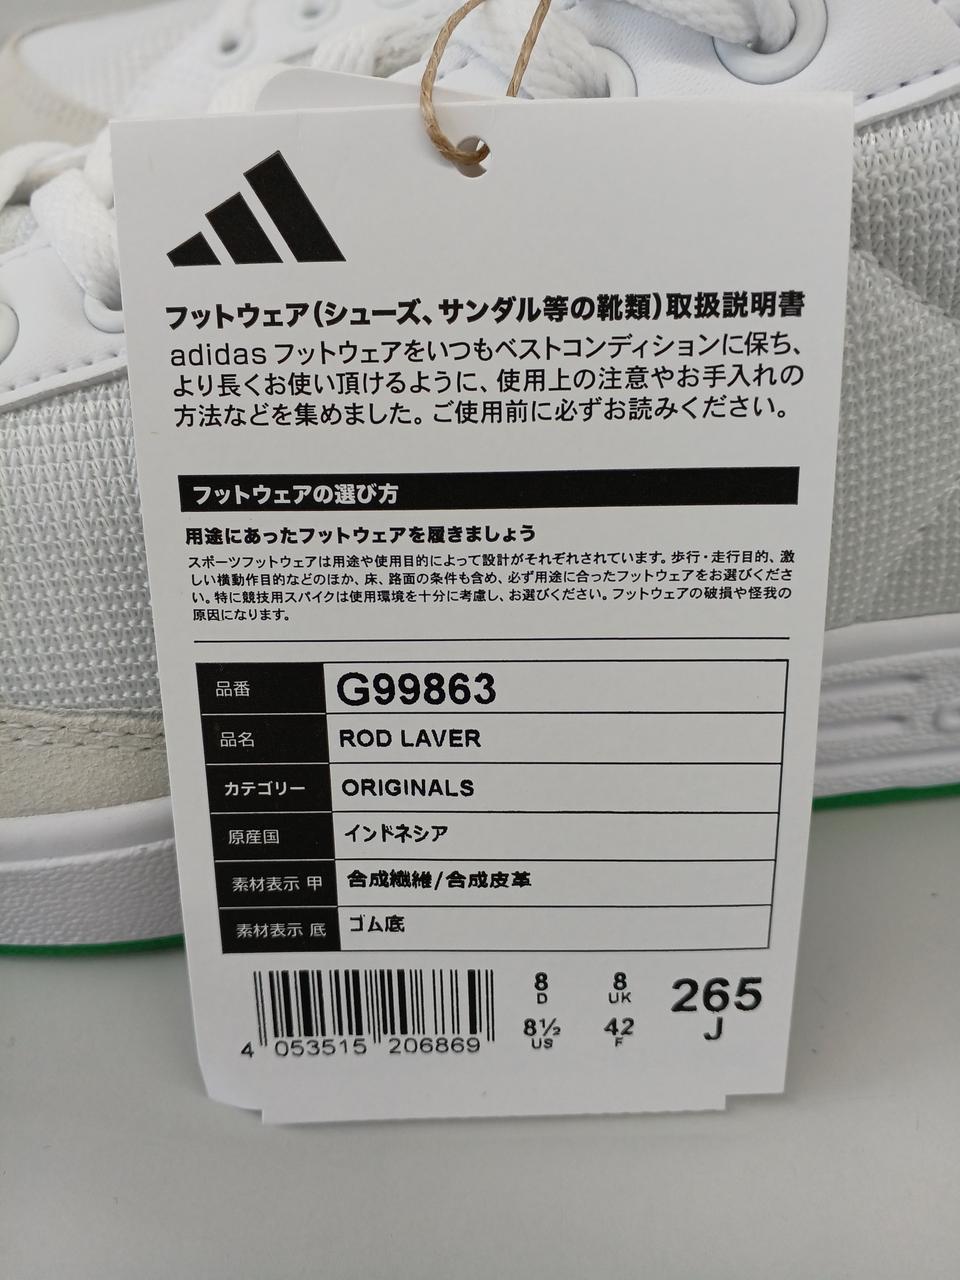 フットウェア(シューズ、サンダル等の靴類)取扱説明書
adidas フットウェアをいつもベストコンディションに保ち、
より長くお使い頂けるように、使用上の注意やお手入れの
方法などを集めました。ご使用前に必ずお読みください。
フットウェアの選び方
用途にあったフットウェアを履きましょう
スポーツフットウェアは用途や使用目的によって設計がそれぞれされています。歩行・走行目的、激
しい横動作目的などのほか、床、路面の条件も含め、必ず用途に合ったフットウェアをお選びくださ
い。特に競技用スパイクは使用環境を十分に考慮し、お選びください。フットウェアの破損や怪我の
原因になります。
品番 G99863
品名 ROD LAVER
カテゴリー ORIGINALS
原産国 インドネシア
素材表示 甲 合成繊維/合成皮革
素材表示 底 ゴム底
8 8 265
D UK J
8½ 42
US F
4 053515 206869